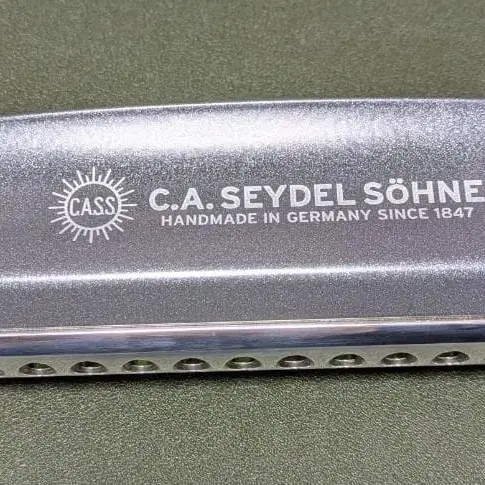 CASS
C.A. SEYDEL SÖHNE
HANDMADE IN GERMANY SINCE 1847